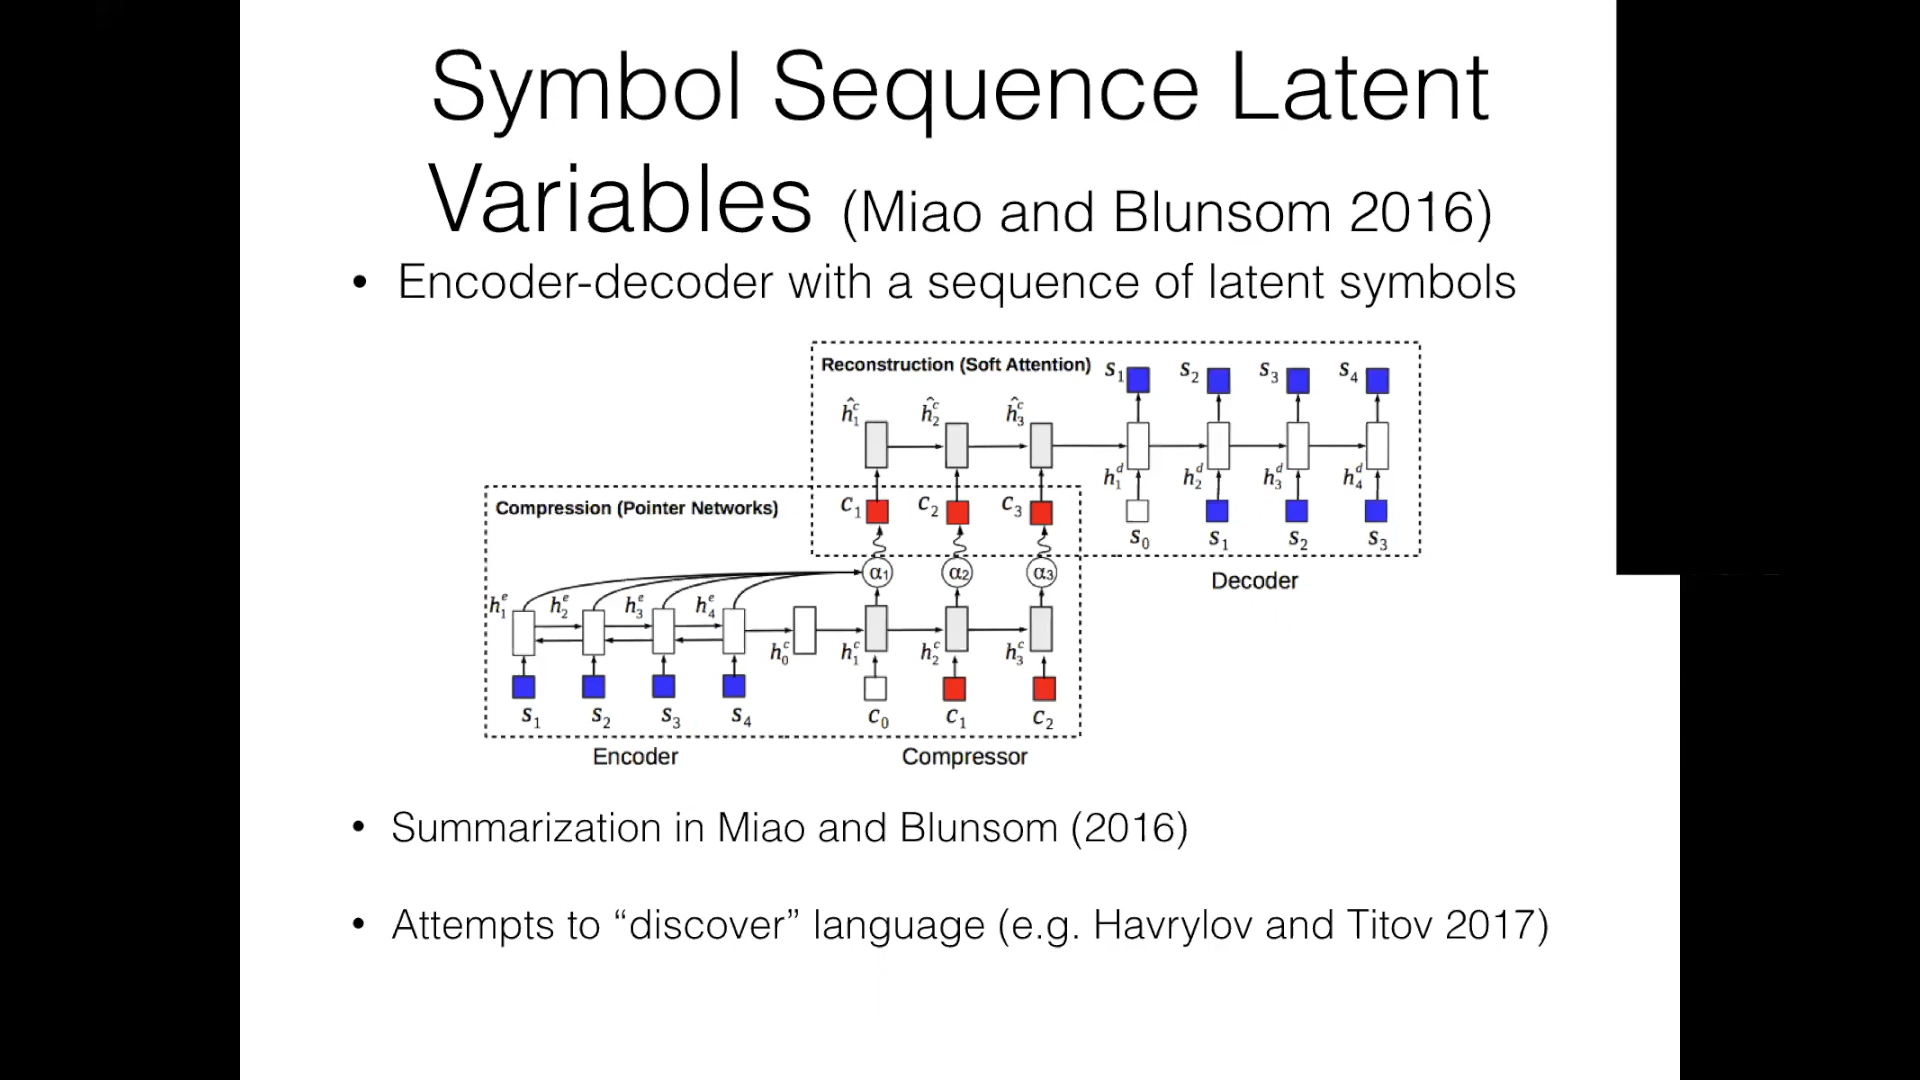 Symbol Sequence Latent
Variables (Miao and Blunsom 2016)
• Encoder-decoder with a sequence of latent symbols
Reconstruction (Soft Attention) s₁ s₂ s₃ s₄
ĥ₁ᶜ ĥ₂ᶜ ĥ₃ᶜ
h₁ᵈ h₂ᵈ h₃ᵈ h₄ᵈ
Compression (Pointer Networks) c₁ c₂ c₃
s₀ s₁ s₂ s₃
α₁ α₂ α₃
Decoder
h₁ᵉ h₂ᵉ h₃ᵉ h₄ᵉ
h₀ᶜ h₁ᶜ h₂ᶜ h₃ᶜ
s₁ s₂ s₃ s₄ c₀ c₁ c₂
Encoder Compressor
• Summarization in Miao and Blunsom (2016)
• Attempts to “discover” language (e.g. Havrylov and Titov 2017)